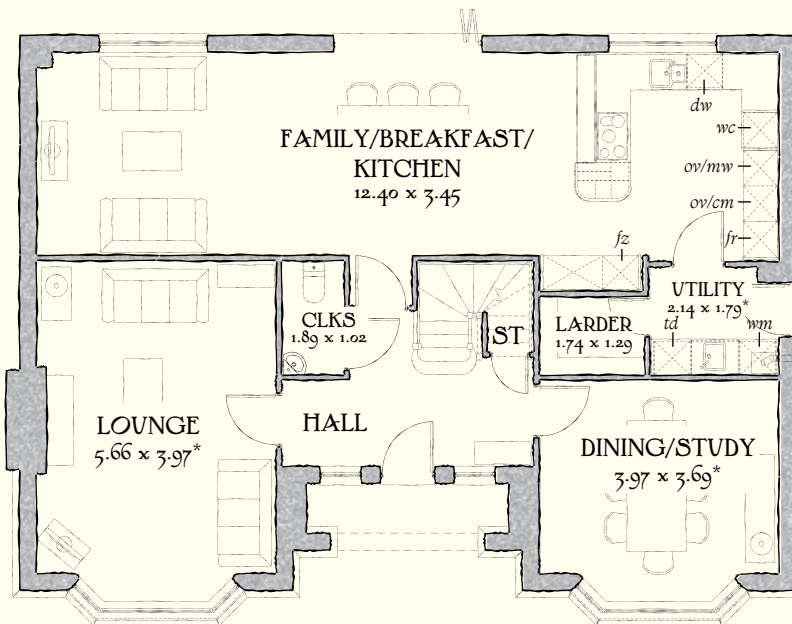 dw
wc
FAMILY/BREAKFAST/
KITCHEN
12.40 x 3.45
ov/mw
ov/cm
fz
fr
UTILITY
2.14 x 1.79*
CLKS
1.89 x 1.02
ST
LARDER
1.74 x 1.29
td
wm
LOUNGE
5.66 x 3.97*
HALL
DINING/STUDY
3.97 x 3.69*